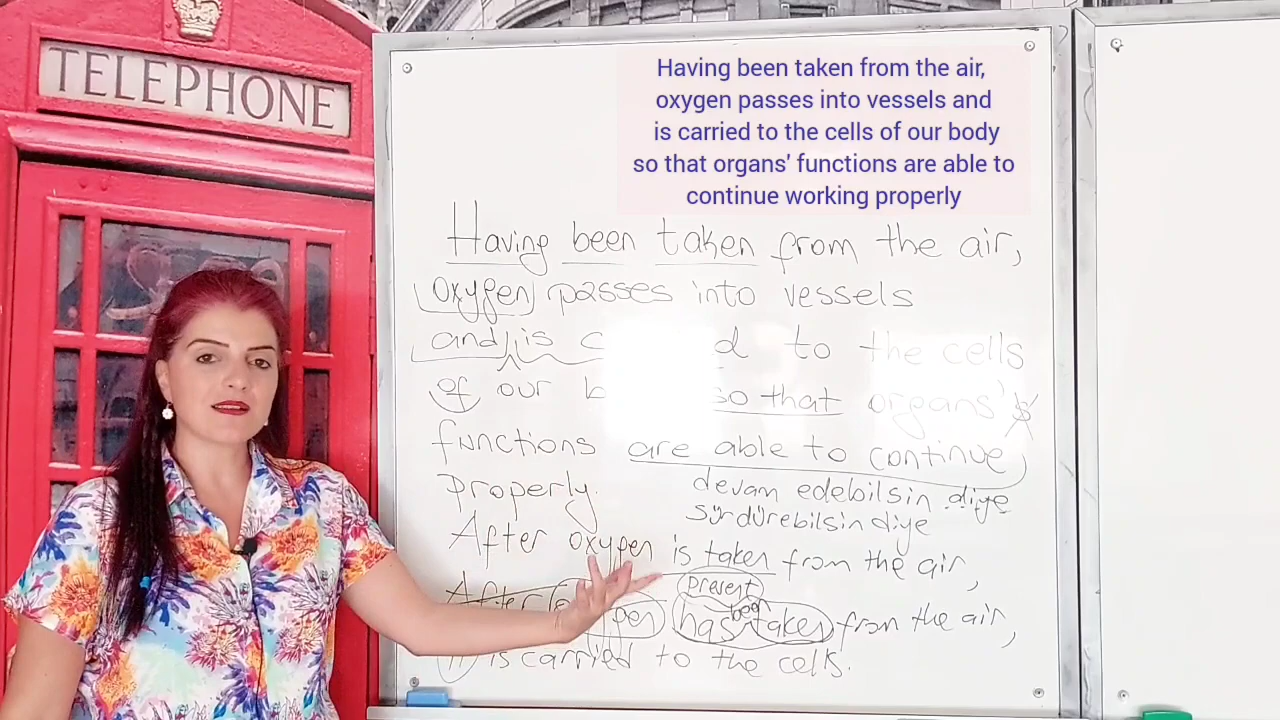 TELEPHONE
Having been taken from the air,
oxygen passes into vessels and
is carried to the cells of our body
so that organs' functions are able to
continue working properly
Having been taken from the air,
oxygen passes into vessels
and is to the cells
of our so that organs'
functions are able to continue
properly.
devam edebilsin diye
sürdürebilsin diye
After oxygen is taken from the air,
Present
After has been taken from the air,
is carried to the cells.